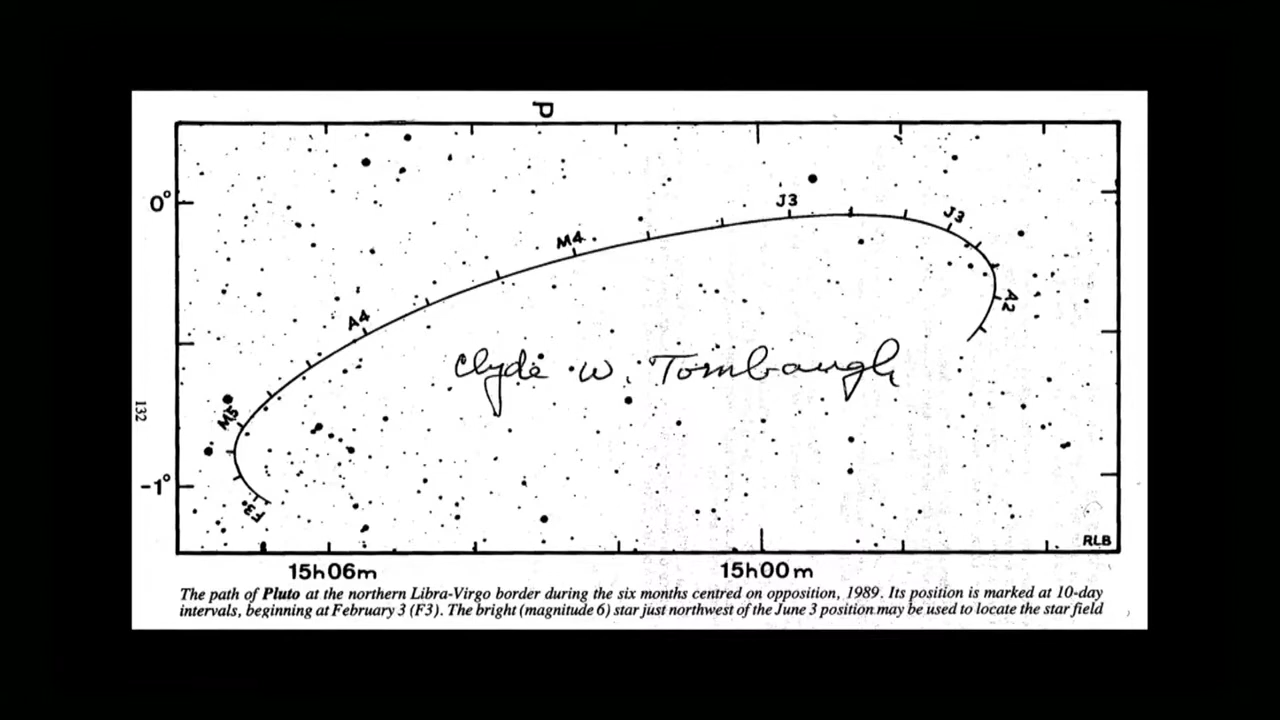 P
0°
J3
J3
M4
A2
A4
Clyde W. Tombaugh
M5
132
-1°
F3
RLB
15h06m
15h00m
The path of Pluto at the northern Libra-Virgo border during the six months centred on opposition, 1989. Its position is marked at 10-day
intervals, beginning at February 3 (F3). The bright (magnitude 6) star just northwest of the June 3 position may be used to locate the star field